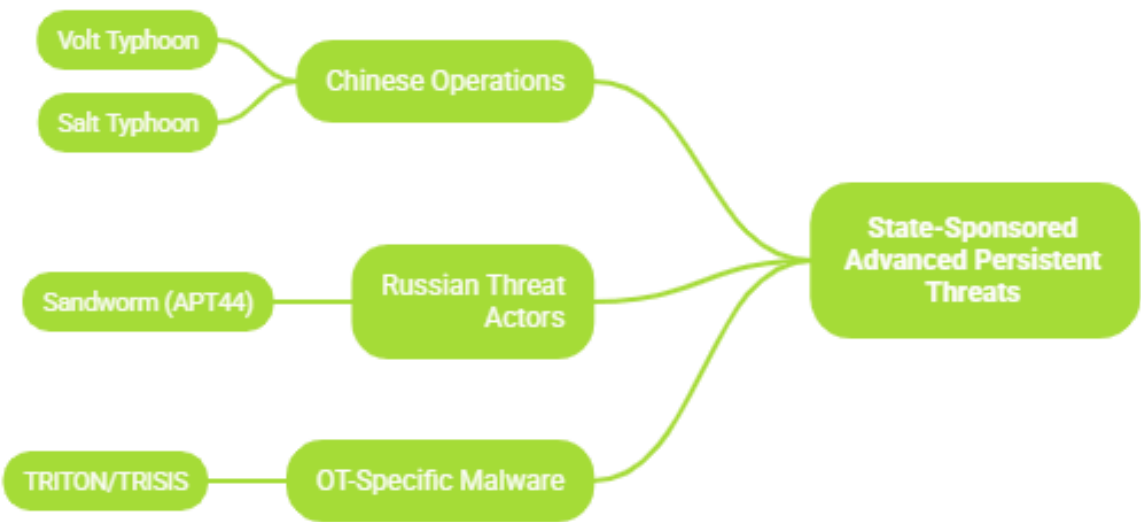 Volt Typhoon
Salt Typhoon
Chinese Operations
Sandworm (APT44)
Russian Threat
Actors
TRITON/TRISIS
OT-Specific Malware
State-Sponsored
Advanced Persistent
Threats